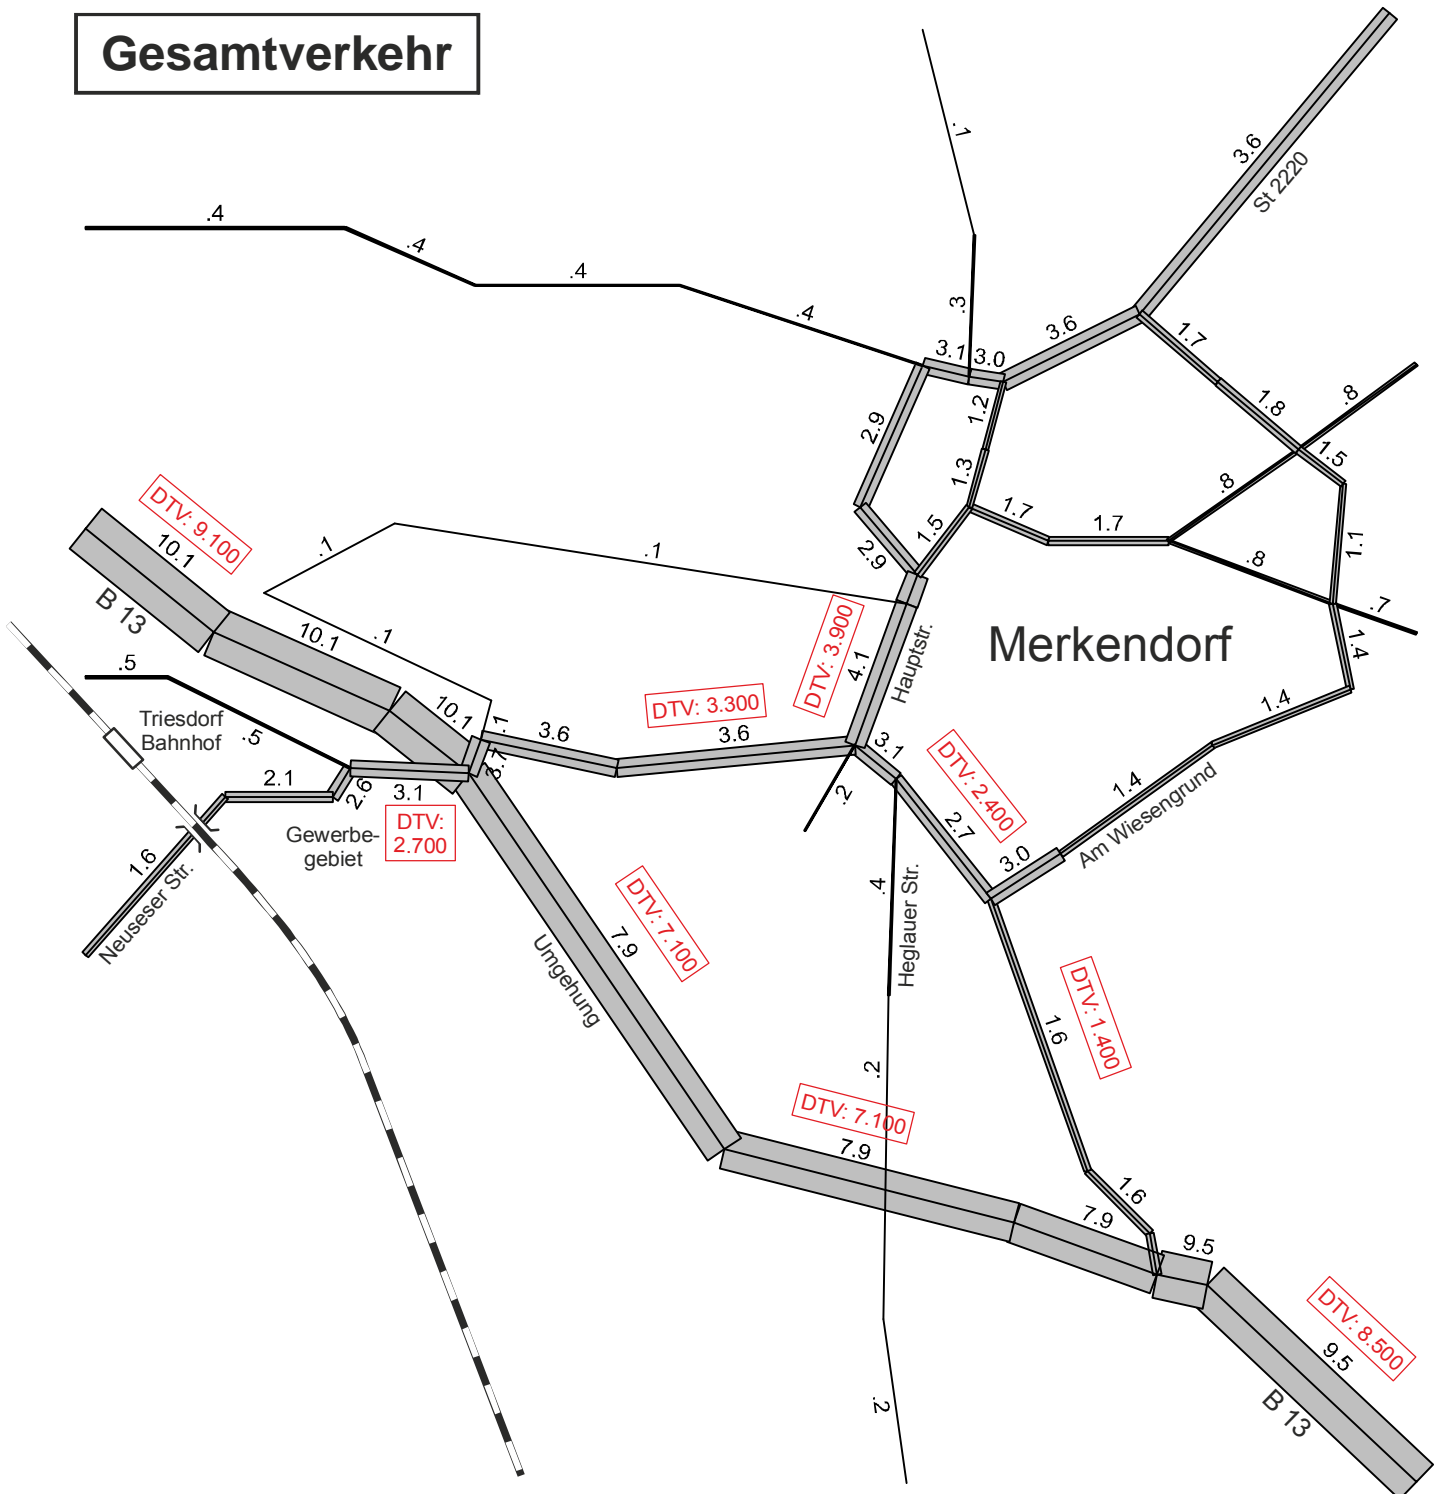 Gesamtverkehr
.1
3.6
St 2220
.4
.4
.4
.4
.3
3.1
3.0
3.6
1.7
1.2
1.8
.8
2.9
1.3
1.5
.8
DTV: 9.100
10.1
1.7
1.7
1.5
2.9
.8
1.1
.1
.1
B 13
10.1
.1
DTV: 3.900
4.1
Hauptstr.
Merkendorf
.7
1.4
.5
Triesdorf
Bahnhof
.5
10.1
.1
3.6
DTV: 3.300
3.6
3.1
1.4
2.1
2.6
3.1
3.7
.2
DTV: 2.400
2.7
1.4
Am Wiesengrund
Gewerbe-
gebiet
DTV:
2.700
1.6
Neuseser Str.
3.0
.4
Heglauer Str.
DTV: 7.100
7.9
Umgehung
DTV: 1.400
1.6
.2
DTV: 7.100
7.9
1.6
7.9
9.5
DTV: 8.500
9.5
B 13
.2